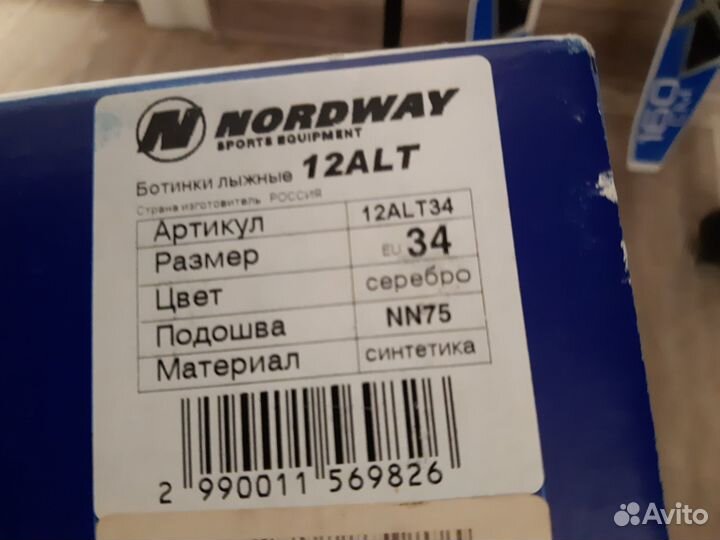 NORDWAY
SPORTS EQUIPMENT
Ботинки лыжные 12ALT
Страна изготовитель РОССИЯ
Артикул 12ALT34
Размер EU 34
Цвет серебро
Подошва NN75
Материал синтетика
2 990011 569826
160
Avito